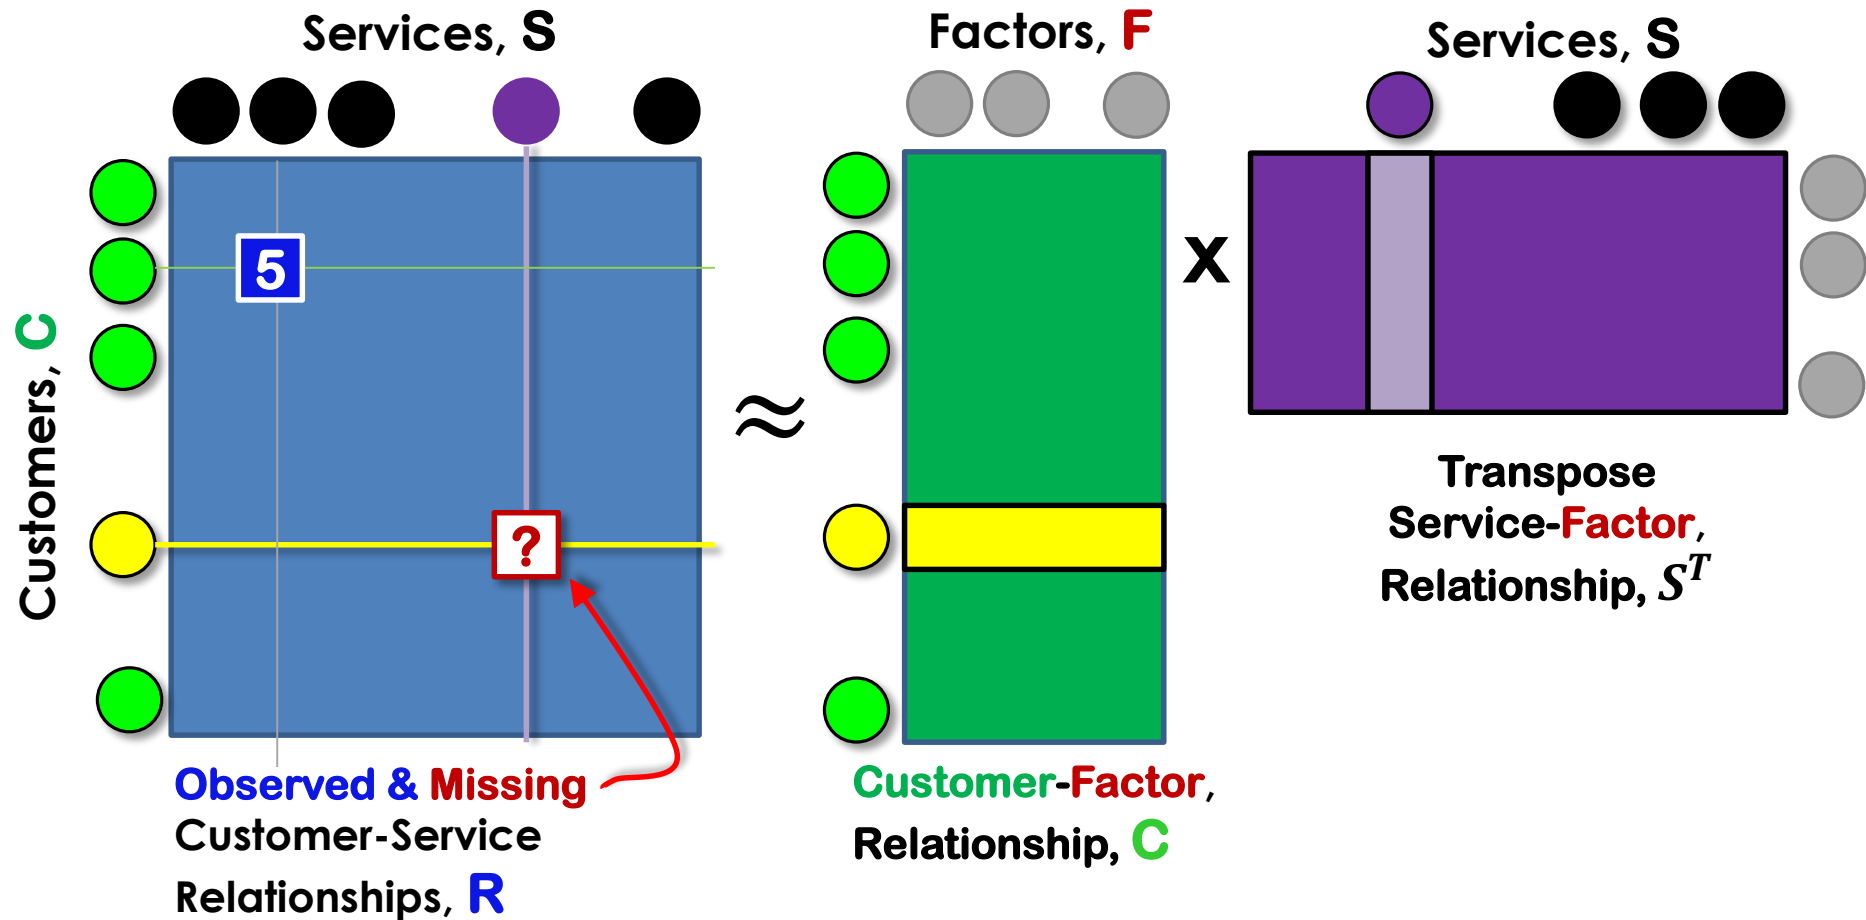 Services, S
Customers, C
5
?
Observed & Missing
Customer-Service
Relationships, R
≈
Factors, F
Customer-Factor,
Relationship, C
x
Services, S
Transpose
Service-Factor,
Relationship, S^T